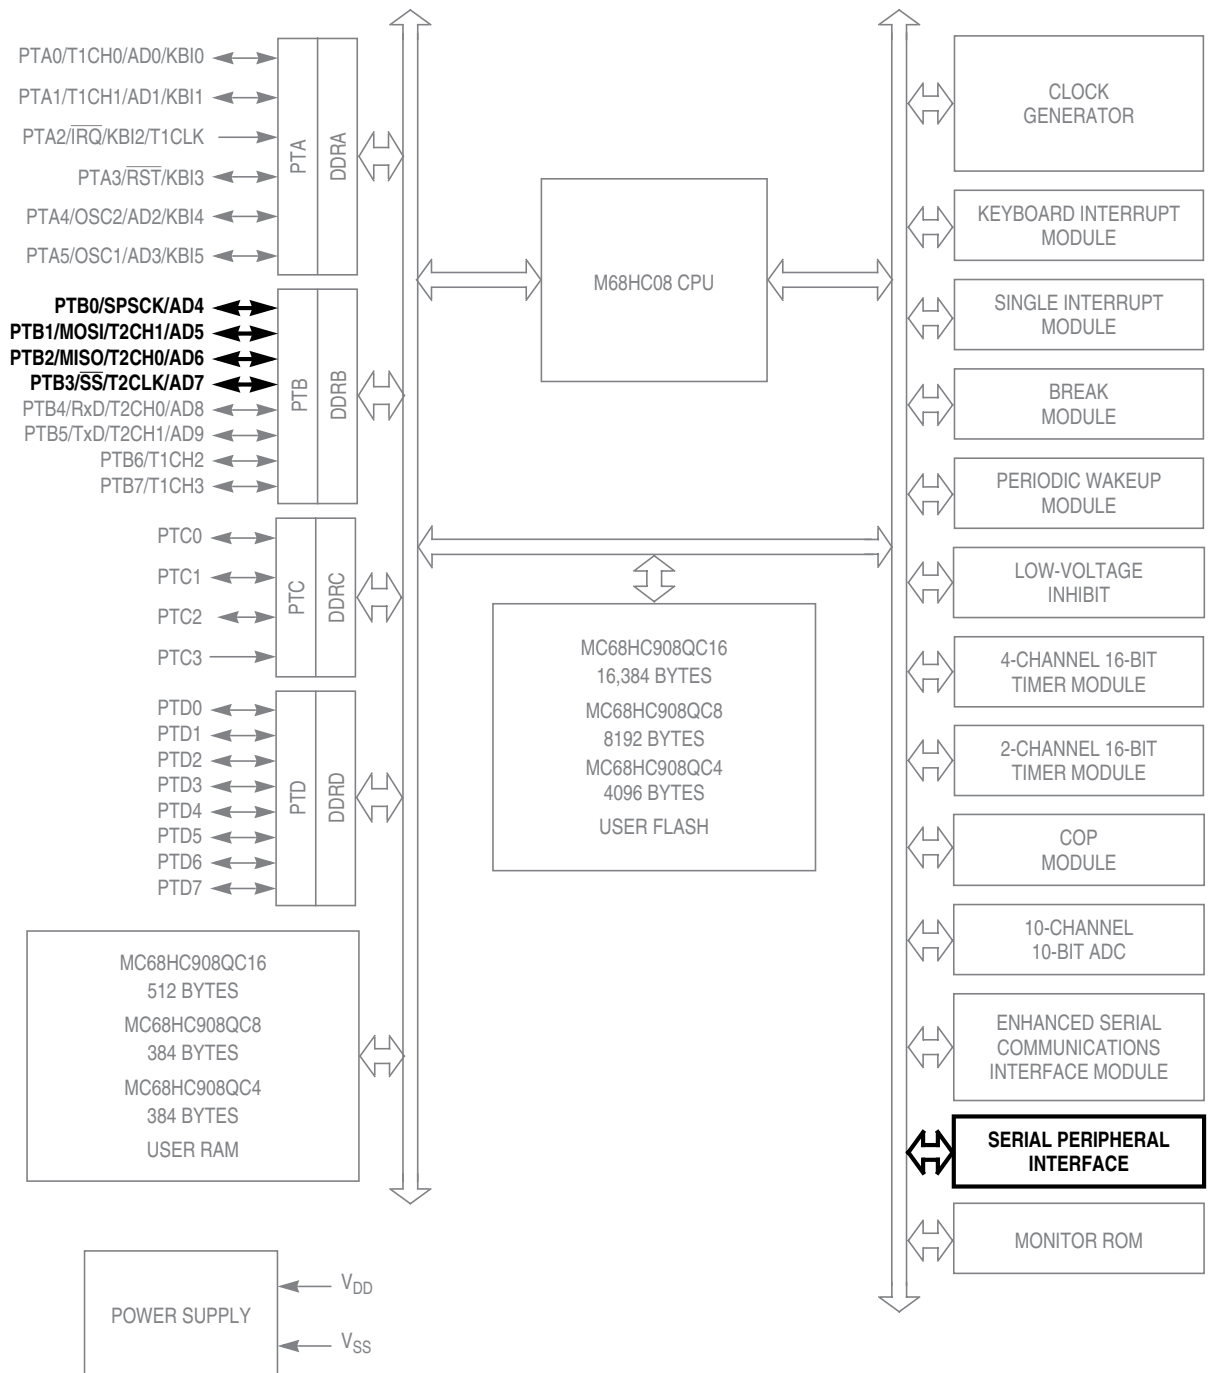 PTA0/T1CH0/AD0/KBI0
PTA1/T1CH1/AD1/KBI1
PTA2/IRQ/KBI2/T1CLK
PTA3/RST/KBI3
PTA4/OSC2/AD2/KBI4
PTA5/OSC1/AD3/KBI5
PTA
DDRA
PTB0/SPSCK/AD4
PTB1/MOSI/T2CH1/AD5
PTB2/MISO/T2CH0/AD6
PTB3/SS/T2CLK/AD7
PTB4/RxD/T2CH0/AD8
PTB5/TxD/T2CH1/AD9
PTB6/T1CH2
PTB7/T1CH3
PTB
DDRB
PTC0
PTC1
PTC2
PTC3
PTC
DDRC
PTD0
PTD1
PTD2
PTD3
PTD4
PTD5
PTD6
PTD7
PTD
DDRD
MC68HC908QC16
512 BYTES
MC68HC908QC8
384 BYTES
MC68HC908QC4
384 BYTES
USER RAM
POWER SUPPLY
VDD
VSS
M68HC08 CPU
MC68HC908QC16
16,384 BYTES
MC68HC908QC8
8192 BYTES
MC68HC908QC4
4096 BYTES
USER FLASH
CLOCK
GENERATOR
KEYBOARD INTERRUPT
MODULE
SINGLE INTERRUPT
MODULE
BREAK
MODULE
PERIODIC WAKEUP
MODULE
LOW-VOLTAGE
INHIBIT
4-CHANNEL 16-BIT
TIMER MODULE
2-CHANNEL 16-BIT
TIMER MODULE
COP
MODULE
10-CHANNEL
10-BIT ADC
ENHANCED SERIAL
COMMUNICATIONS
INTERFACE MODULE
SERIAL PERIPHERAL
INTERFACE
MONITOR ROM